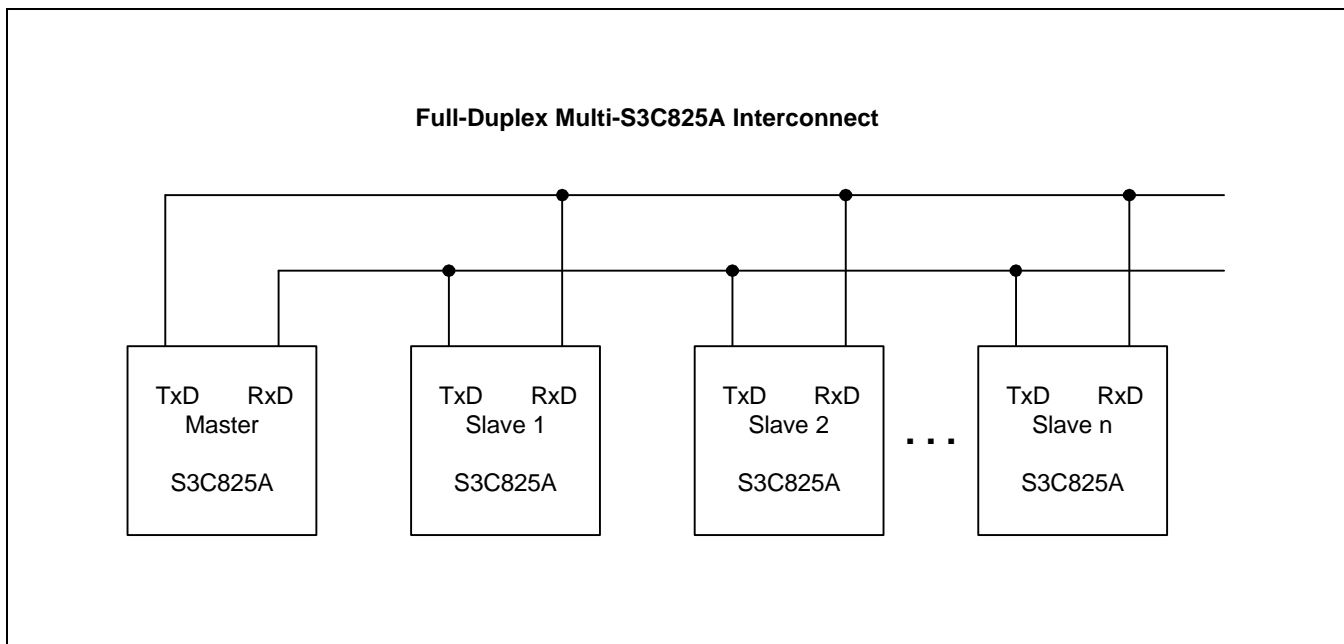 Full-Duplex Multi-S3C825A Interconnect
TxD RxD
Master
S3C825A
TxD RxD
Slave 1
S3C825A
TxD RxD
Slave 2
S3C825A
. . .
TxD RxD
Slave n
S3C825A